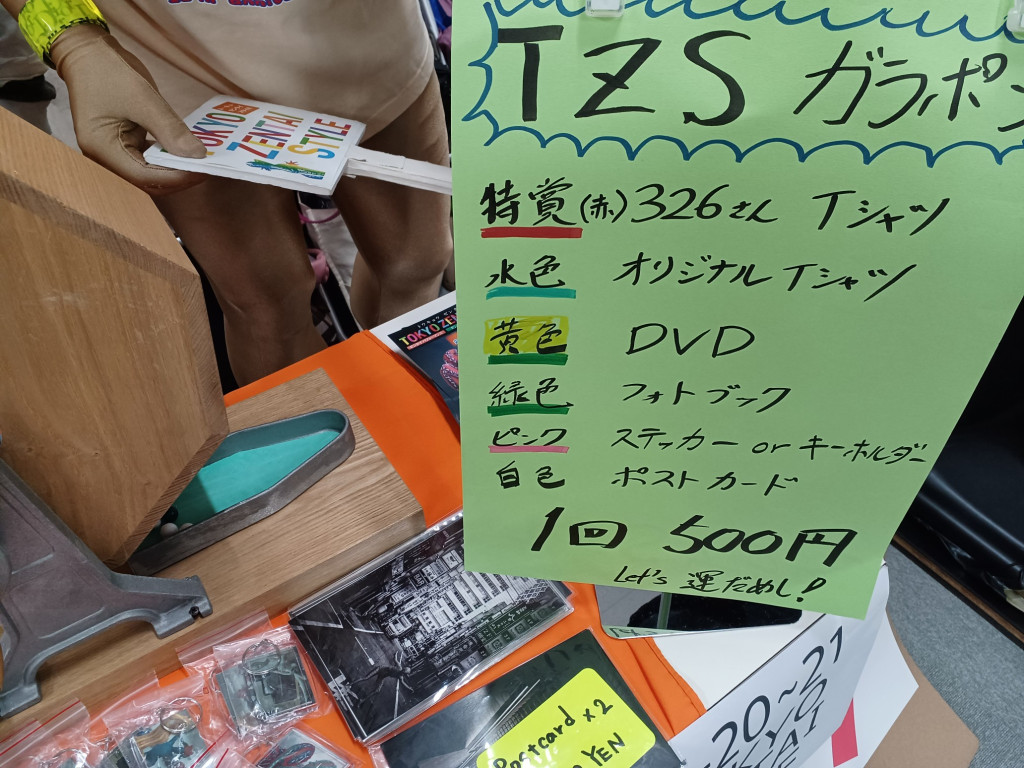 TZS ガラポン
特賞(赤) 326さん Tシャツ
水色 オリジナルTシャツ
黄色 DVD
緑色 フォトブック
ピンク ステッカー or キーホルダー
白色 ポストカード
1回 500円
Let's 運だめし!
TOKYO
ZENTAI
STYLE
Postcard × 2
YEN
20~21